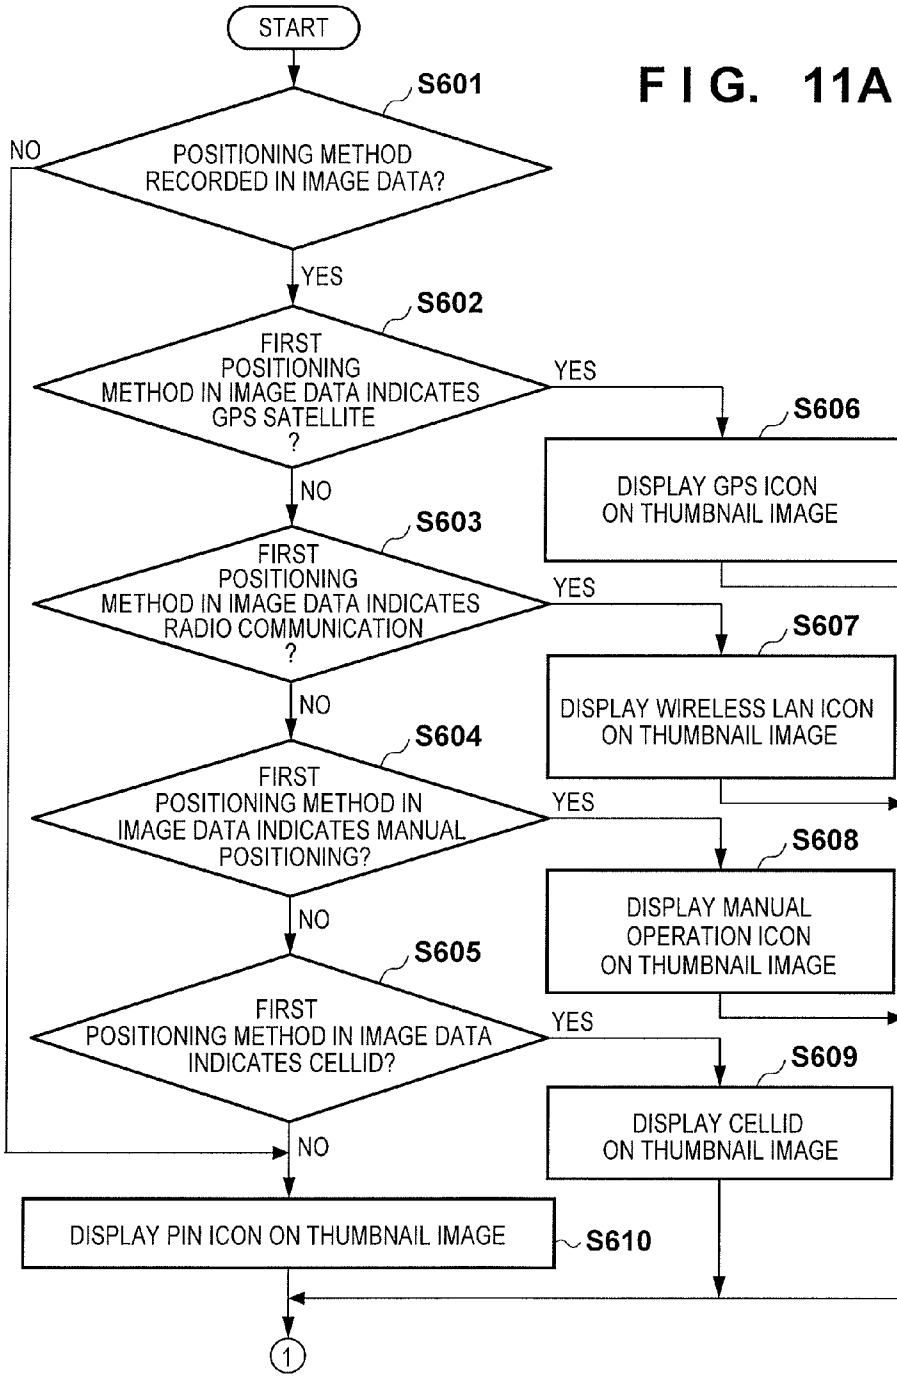 START
F I G. 11A
S601
NO
POSITIONING METHOD
RECORDED IN IMAGE DATA?
YES
S602
FIRST
POSITIONING
METHOD IN IMAGE DATA INDICATES
GPS SATELLITE
?
YES
S606
DISPLAY GPS ICON
ON THUMBNAIL IMAGE
NO
S603
FIRST
POSITIONING
METHOD IN IMAGE DATA INDICATES
RADIO COMMUNICATION
?
YES
S607
DISPLAY WIRELESS LAN ICON
ON THUMBNAIL IMAGE
NO
S604
FIRST
POSITIONING METHOD IN
IMAGE DATA INDICATES MANUAL
POSITIONING?
YES
S608
DISPLAY MANUAL
OPERATION ICON
ON THUMBNAIL IMAGE
NO
S605
FIRST
POSITIONING METHOD IN IMAGE DATA
INDICATES CELLID?
YES
S609
DISPLAY CELLID
ON THUMBNAIL IMAGE
NO
DISPLAY PIN ICON ON THUMBNAIL IMAGE
S610
1